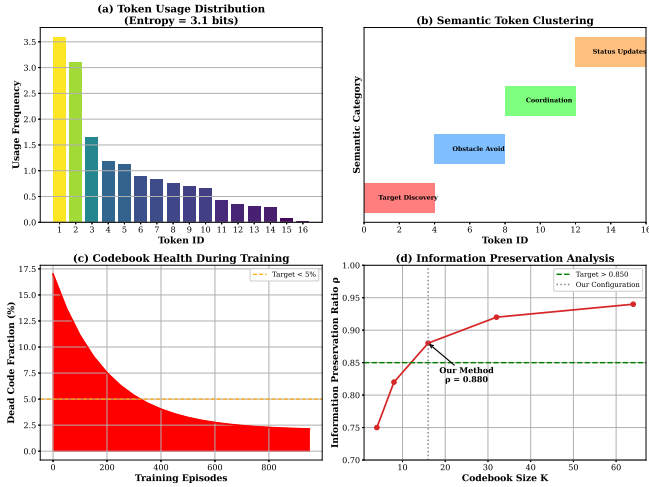 (a) Token Usage Distribution
(Entropy = 3.1 bits)
Usage Frequency
3.5
3.0
2.5
2.0
1.5
1.0
0.5
0.0
1 2 3 4 5 6 7 8 9 10 11 12 13 14 15 16
Token ID
(b) Semantic Token Clustering
Semantic Category
Status Updates
Coordination
Obstacle Avoid
Target Discovery
0 4 8 12 16
Token ID
(c) Codebook Health During Training
Dead Code Fraction (%)
17.5
15.0
12.5
10.0
7.5
5.0
2.5
0.0
Target < 5%
0 200 400 600 800
Training Episodes
(d) Information Preservation Analysis
Information Preservation Ratio ρ
1.00
0.95
0.90
0.85
0.80
0.75
0.70
Target > 0.850
Our Configuration
Our Method
ρ = 0.880
10 20 30 40 50 60
Codebook Size K